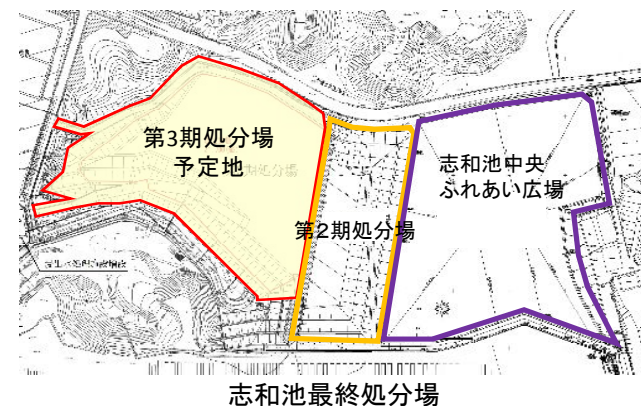 第3期処分場
予定地
志和池中央
ふれあい広場
第2期処分場
志和池最終処分場